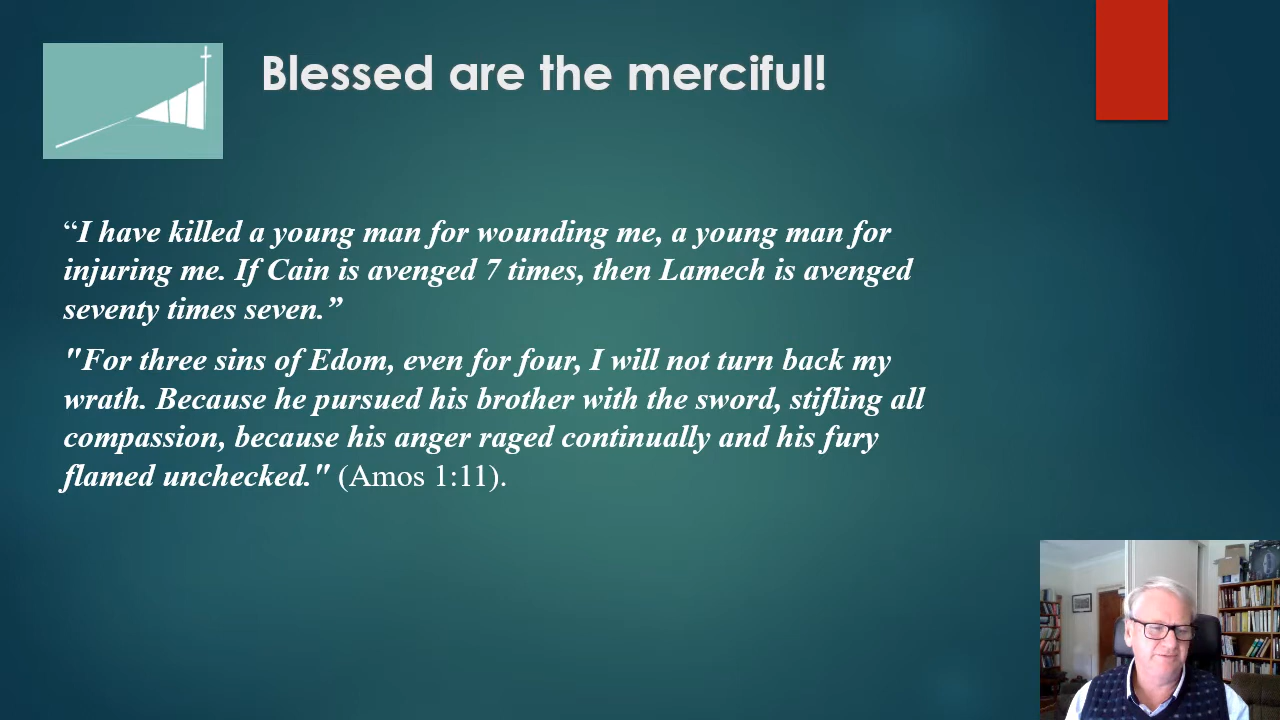 Blessed are the merciful!
“I have killed a young man for wounding me, a young man for
injuring me. If Cain is avenged 7 times, then Lamech is avenged
seventy times seven.”
"For three sins of Edom, even for four, I will not turn back my
wrath. Because he pursued his brother with the sword, stifling all
compassion, because his anger raged continually and his fury
flamed unchecked." (Amos 1:11).